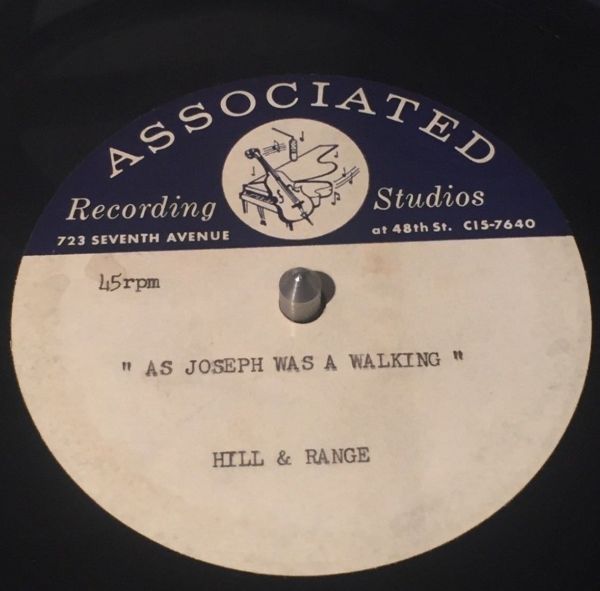 ASSOCIATED
Recording Studios
723 SEVENTH AVENUE at 48th St. CI5-7640
45rpm
" AS JOSEPH WAS A WALKING "
HILL & RANGE